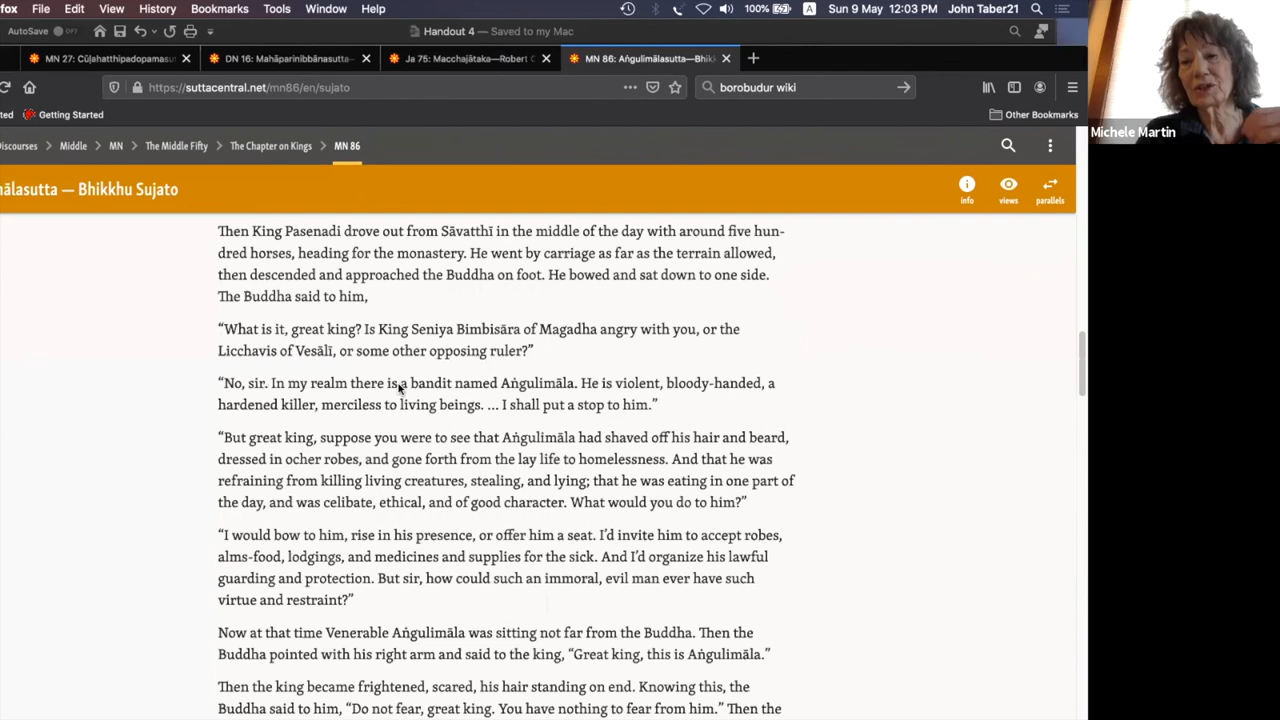 fox File Edit View History Bookmarks Tools Window Help 100% A Sun 9 May 12:03 PM John Taber21
AutoSave Handout 4 — Saved to my Mac
MN 27: Cūḷahatthipadopamasut DN 16: Mahāparinibbānasutta— Ja 75: Macchajātaka—Robert C MN 86: Aṅgulimālasutta—Bhikk
https://suttacentral.net/mn86/en/sujato borobudur wiki
ted Getting Started Other Bookmarks
iscourses Middle MN The Middle Fifty The Chapter on Kings MN 86
nālasutta — Bhikkhu Sujato
info views parallels
Then King Pasenadi drove out from Sāvatthī in the middle of the day with around five hun-
dred horses, heading for the monastery. He went by carriage as far as the terrain allowed,
then descended and approached the Buddha on foot. He bowed and sat down to one side.
The Buddha said to him,
“What is it, great king? Is King Seniya Bimbisāra of Magadha angry with you, or the
Licchavis of Vesālī, or some other opposing ruler?”
“No, sir. In my realm there is a bandit named Aṅgulimāla. He is violent, bloody-handed, a
hardened killer, merciless to living beings. … I shall put a stop to him.”
“But great king, suppose you were to see that Aṅgulimāla had shaved off his hair and beard,
dressed in ocher robes, and gone forth from the lay life to homelessness. And that he was
refraining from killing living creatures, stealing, and lying; that he was eating in one part of
the day, and was celibate, ethical, and of good character. What would you do to him?”
“I would bow to him, rise in his presence, or offer him a seat. I’d invite him to accept robes,
alms-food, lodgings, and medicines and supplies for the sick. And I’d organize his lawful
guarding and protection. But sir, how could such an immoral, evil man ever have such
virtue and restraint?”
Now at that time Venerable Aṅgulimāla was sitting not far from the Buddha. Then the
Buddha pointed with his right arm and said to the king, “Great king, this is Aṅgulimāla.”
Then the king became frightened, scared, his hair standing on end. Knowing this, the
Buddha said to him, “Do not fear, great king. You have nothing to fear from him.” Then the
Michele Martin